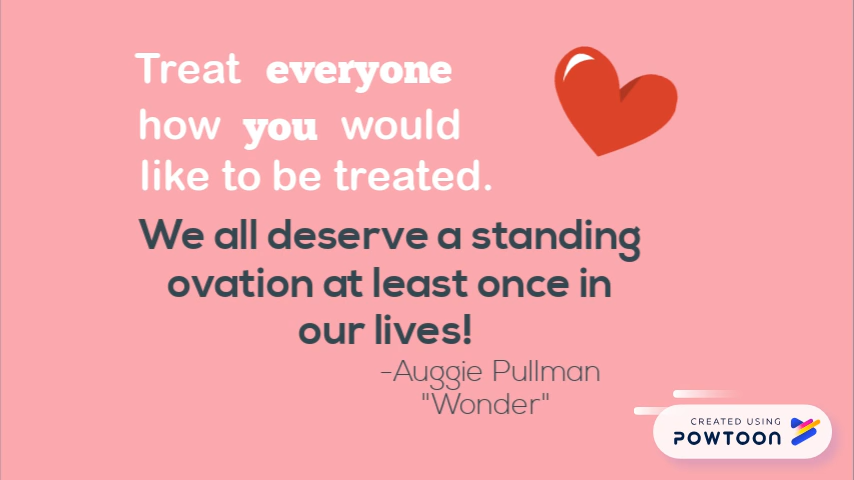 Treat everyone
how you would
like to be treated.
We all deserve a standing
ovation at least once in
our lives!
-Auggie Pullman
"Wonder"
CREATED USING
POWTOON